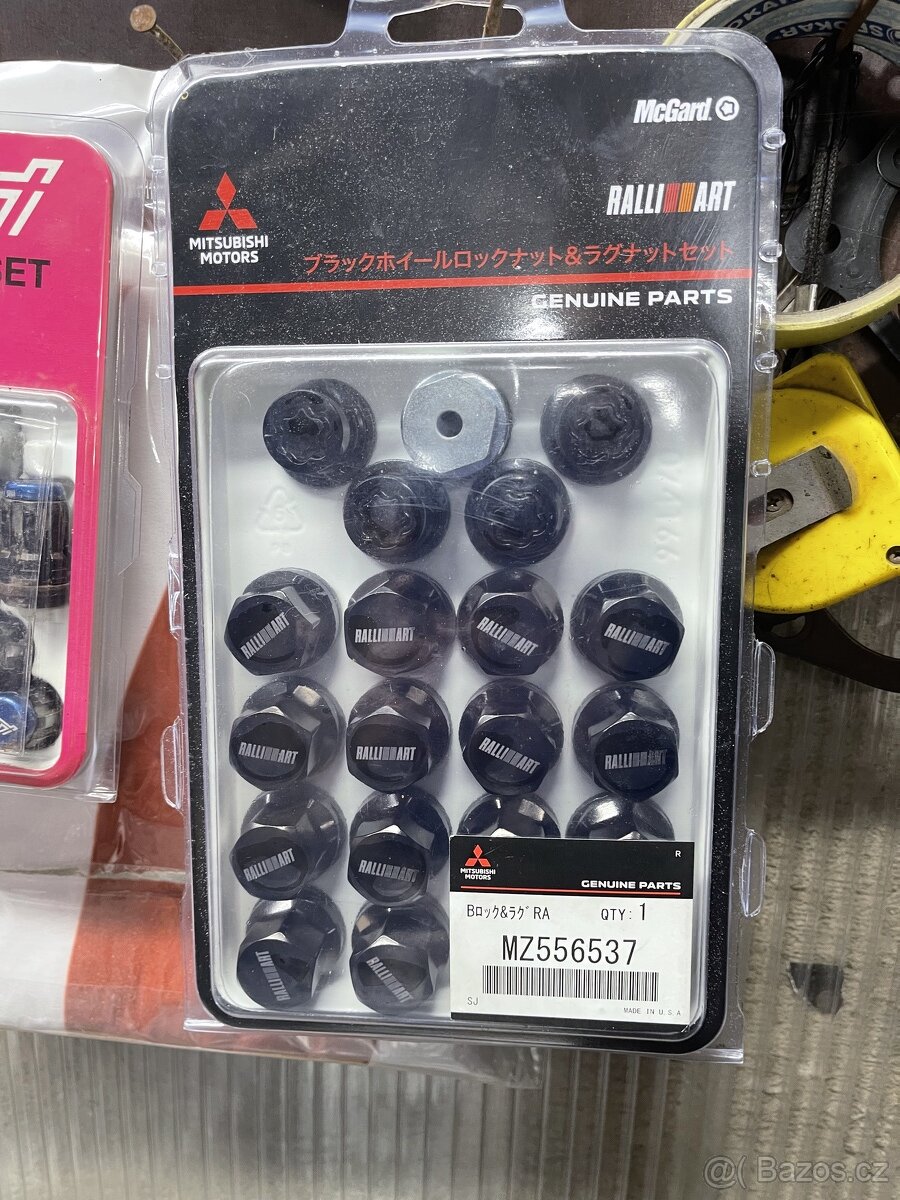 McGard
RALLIART
MITSUBISHI
MOTORS
ブラックホイールロックナット&ラグナットセット
GENUINE PARTS
SET
RALLIART RALLIART RALLIART RALLIART
RALLIART RALLIART RALLIART RALLIART
RALLIART RALLIART
RALLIART RALLIART
MITSUBISHI
MOTORS
R
GENUINE PARTS
Bロック&ラグ RA QTY: 1
MZ556537
SJ
MADE IN U.S.A
@( Bazos.cz